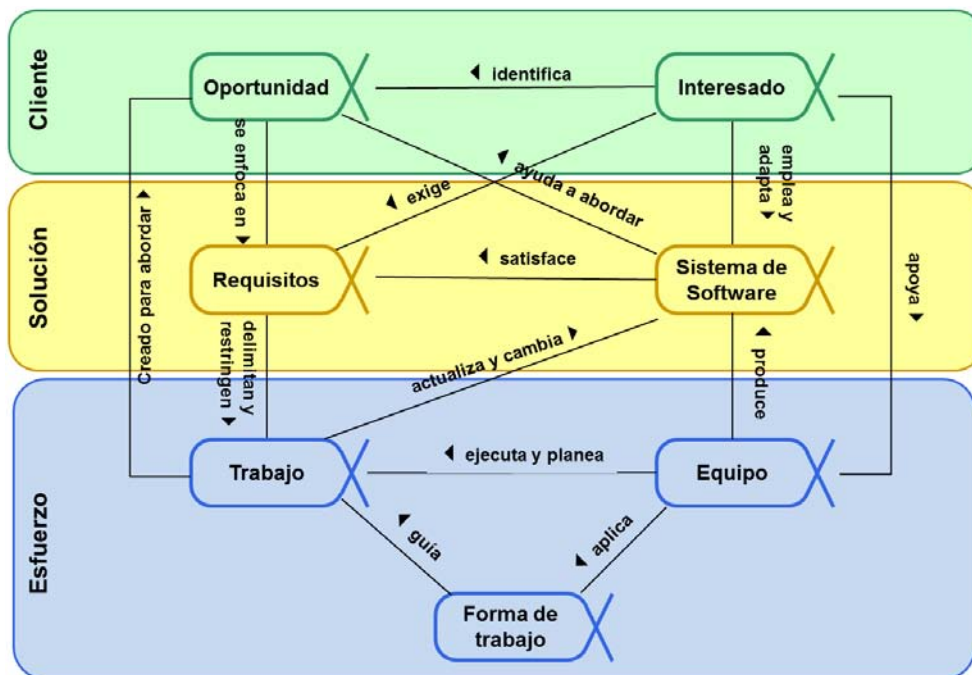 Cliente
Oportunidad
identifica
Interesado
se enfoca en
exige
ayuda a abordar
emplea y
adapta
Creado para abordar
apoya
Solución
Requisitos
satisface
Sistema de
Software
delimitan y
restringen
actualiza y cambia
produce
Esfuerzo
Trabajo
ejecuta y planea
Equipo
guía
aplica
Forma de
trabajo